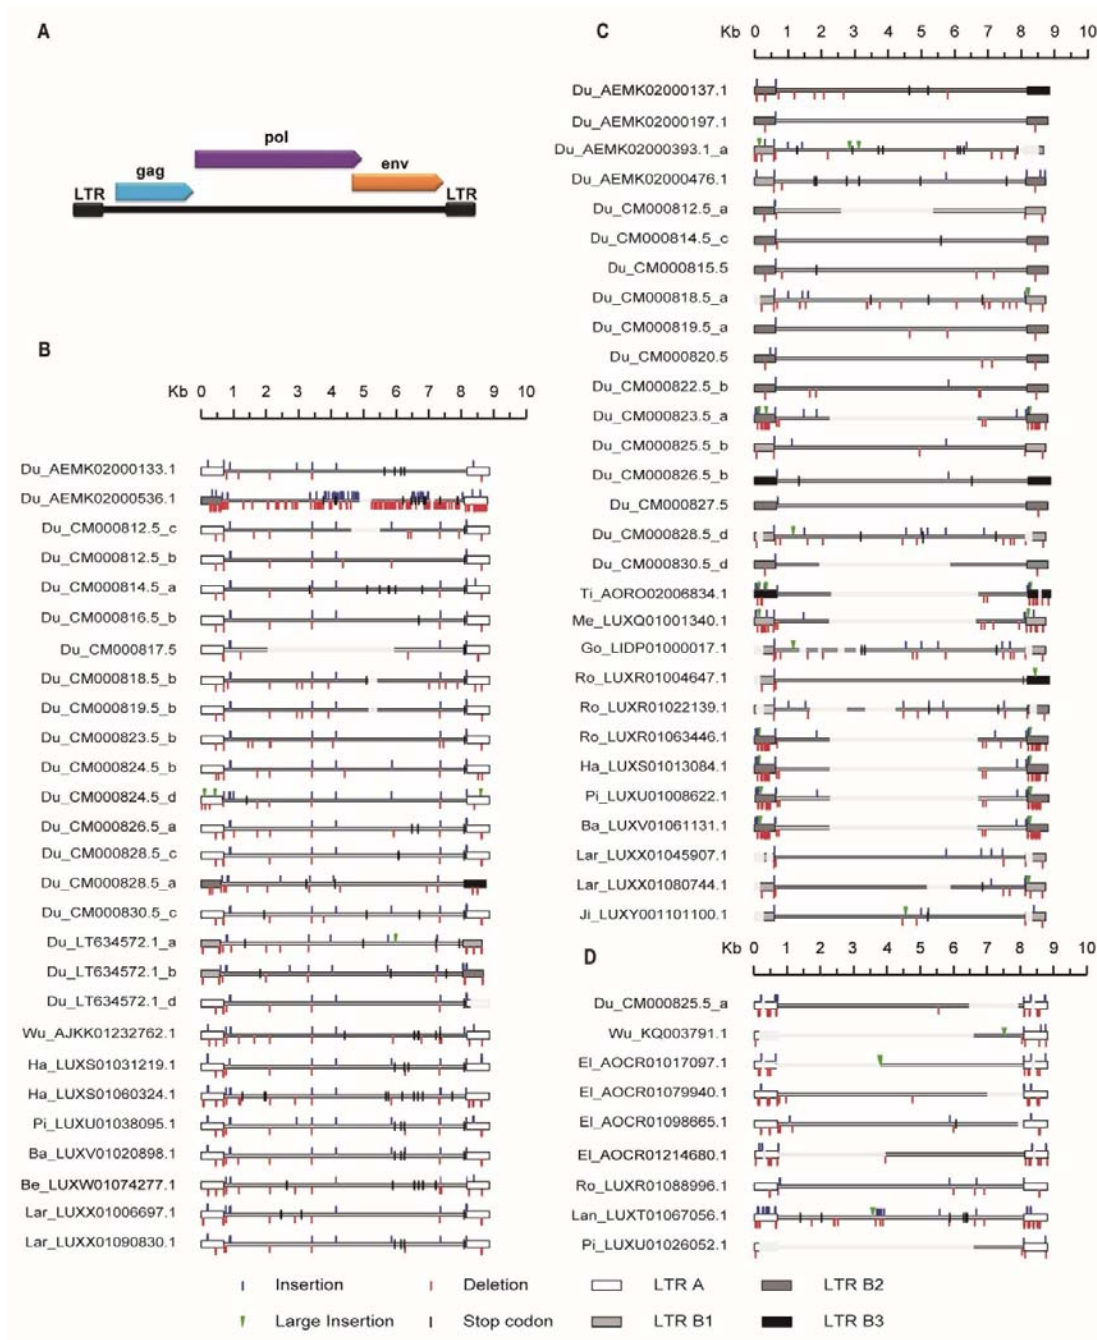 A
pol
gag
env
LTR
LTR
B
Kb 0 1 2 3 4 5 6 7 8 9 10
Du_AEMK02000133.1
Du_AEMK02000536.1
Du_CM000812.5_c
Du_CM000812.5_b
Du_CM000814.5_a
Du_CM000816.5_b
Du_CM000817.5
Du_CM000818.5_b
Du_CM000819.5_b
Du_CM000823.5_b
Du_CM000824.5_b
Du_CM000824.5_d
Du_CM000826.5_a
Du_CM000828.5_c
Du_CM000828.5_a
Du_CM000830.5_c
Du_LT634572.1_a
Du_LT634572.1_b
Du_LT634572.1_d
Wu_AJKK01232762.1
Ha_LUXS01031219.1
Ha_LUXS01060324.1
Pi_LUXU01038095.1
Ba_LUXV01020898.1
Be_LUXW01074277.1
Lar_LUXX01006697.1
Lar_LUXX01090830.1
C
Kb 0 1 2 3 4 5 6 7 8 9 10
Du_AEMK02000137.1
Du_AEMK02000197.1
Du_AEMK02000393.1_a
Du_AEMK02000476.1
Du_CM000812.5_a
Du_CM000814.5_c
Du_CM000815.5
Du_CM000818.5_a
Du_CM000819.5_a
Du_CM000820.5
Du_CM000822.5_b
Du_CM000823.5_a
Du_CM000825.5_b
Du_CM000826.5_b
Du_CM000827.5
Du_CM000828.5_d
Du_CM000830.5_d
Ti_AORO02006834.1
Me_LUXQ01001340.1
Go_LIDP01000017.1
Ro_LUXR01004647.1
Ro_LUXR01022139.1
Ro_LUXR01063446.1
Ha_LUXS01013084.1
Pi_LUXU01008622.1
Ba_LUXV01061131.1
Lar_LUXX01045907.1
Lar_LUXX01080744.1
Ji_LUXY001101100.1
D
Kb 0 1 2 3 4 5 6 7 8 9 10
Du_CM000825.5_a
Wu_KQ003791.1
El_AOCR01017097.1
El_AOCR01079940.1
El_AOCR01098665.1
El_AOCR01214680.1
Ro_LUXR01088996.1
Lan_LUXT01067056.1
Pi_LUXU01026052.1
Insertion Deletion LTR A LTR B2
Large Insertion Stop codon LTR B1 LTR B3